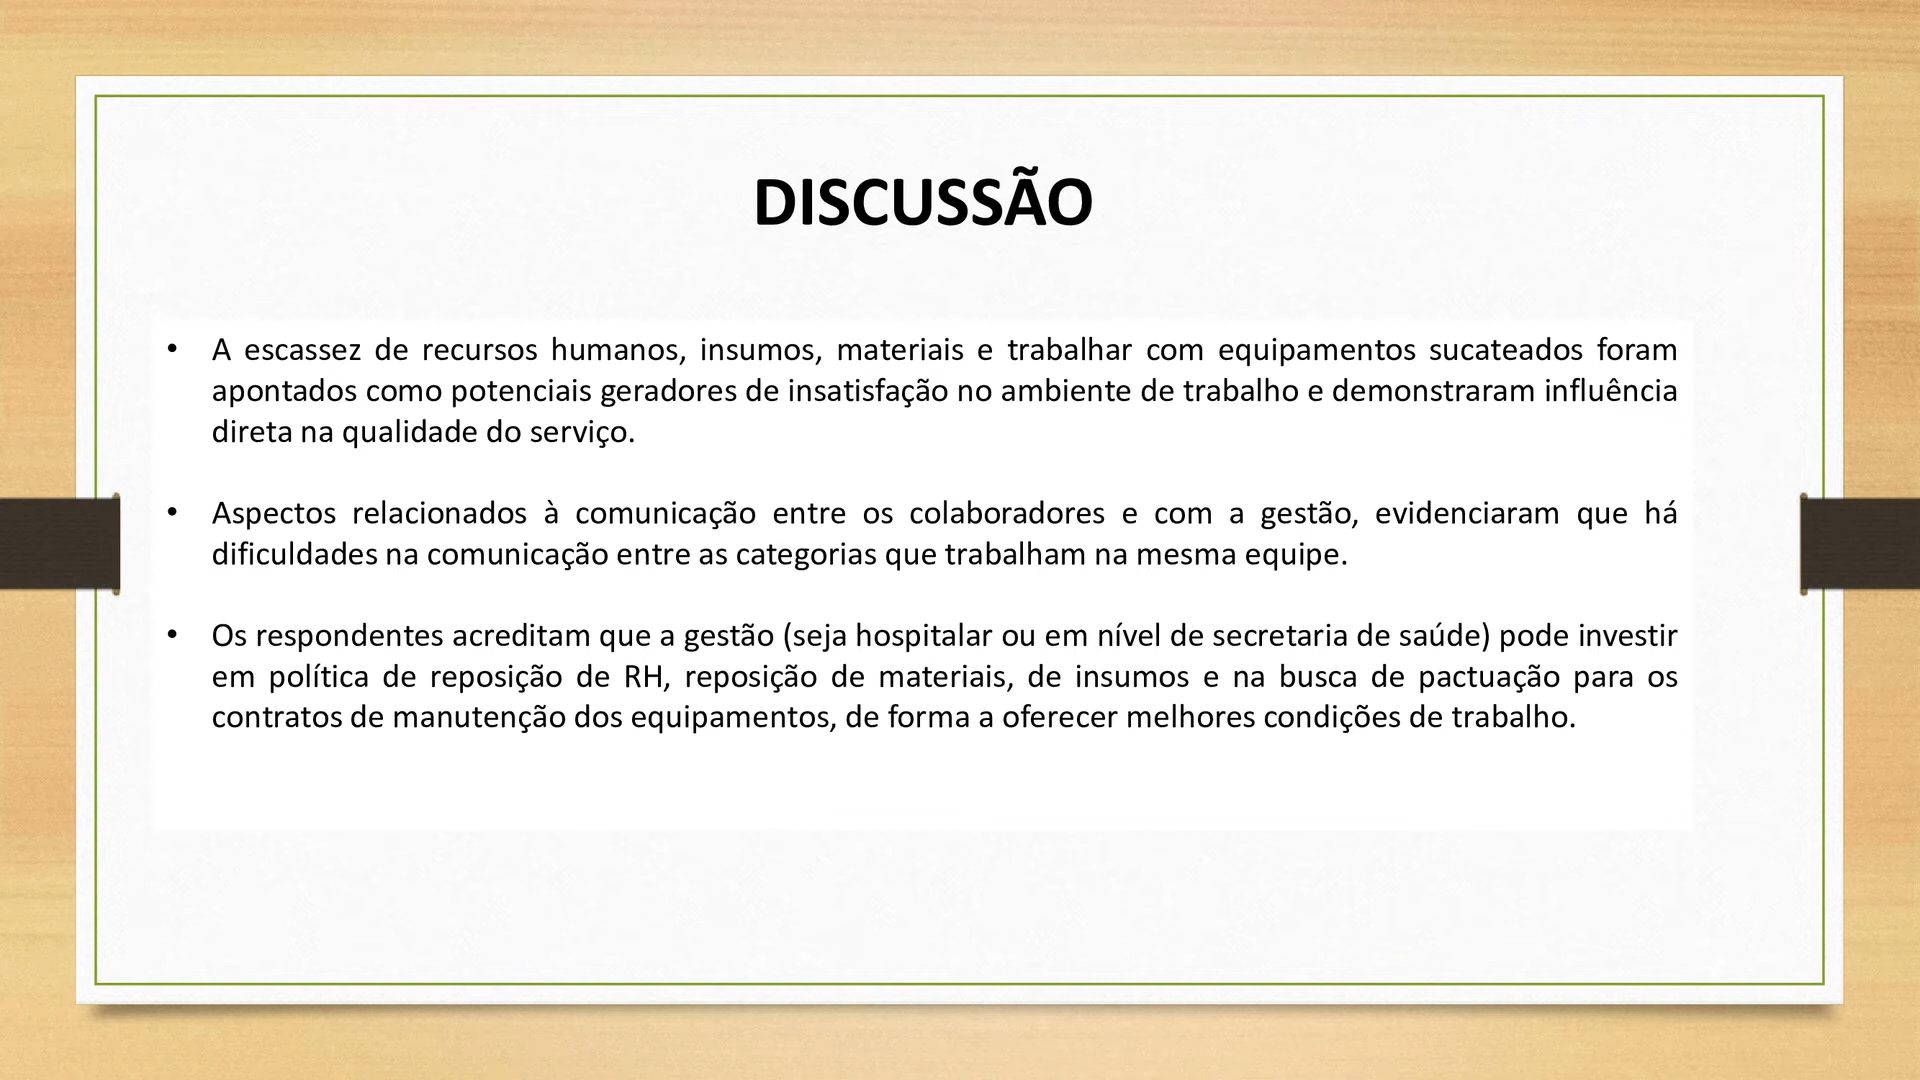 DISCUSSÃO
• A escassez de recursos humanos, insumos, materiais e trabalhar com equipamentos sucateados foram
apontados como potenciais geradores de insatisfação no ambiente de trabalho e demonstraram influência
direta na qualidade do serviço.
• Aspectos relacionados à comunicação entre os colaboradores e com a gestão, evidenciaram que há
dificuldades na comunicação entre as categorias que trabalham na mesma equipe.
• Os respondentes acreditam que a gestão (seja hospitalar ou em nível de secretaria de saúde) pode investir
em política de reposição de RH, reposição de materiais, de insumos e na busca de pactuação para os
contratos de manutenção dos equipamentos, de forma a oferecer melhores condições de trabalho.